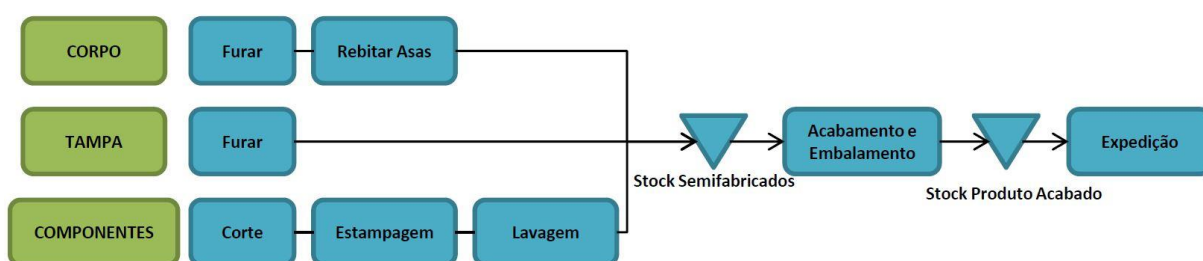 CORPO
Furar
Rebitar Asas
TAMPA
Furar
Stock Semifabricados
Acabamento e
Embalamento
Stock Produto Acabado
Expedição
COMPONENTES
Corte
Estampagem
Lavagem